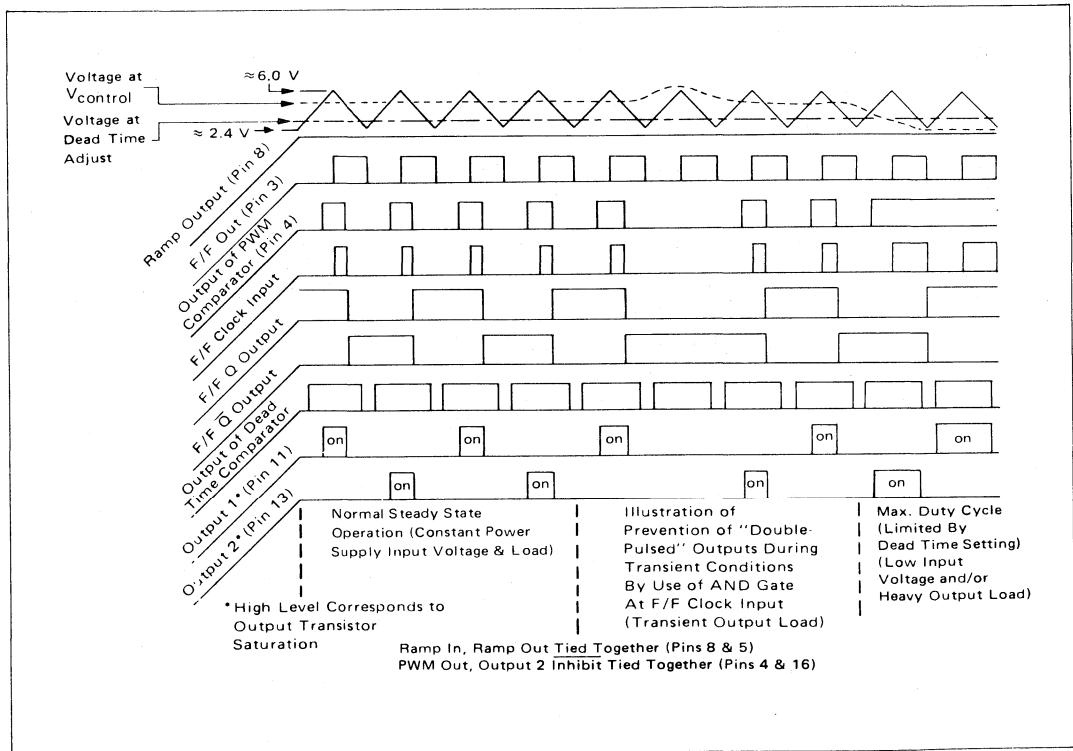 Voltage at
Vcontrol
≈6.0 V
Voltage at
Dead Time
Adjust
≈ 2.4 V
Ramp Output (Pin 8)
F/F Out (Pin 3)
Output of PWM
Comparator (Pin 4)
F/F Clock Input
F/F Q Output
F/F Q̅ Output
Output of Dead
Time Comparator
Output 1* (Pin 11)
Output 2* (Pin 13)
on on on on on
on on on on
Normal Steady State
Operation (Constant Power
Supply Input Voltage & Load)
Illustration of
Prevention of "Double-
Pulsed" Outputs During
Transient Conditions
By Use of AND Gate
At F/F Clock Input
(Transient Output Load)
Max. Duty Cycle
(Limited By
Dead Time Setting)
(Low Input
Voltage and/or
Heavy Output Load)
*High Level Corresponds to
Output Transistor
Saturation
Ramp In, Ramp Out Tied Together (Pins 8 & 5)
PWM Out, Output 2 Inhibit Tied Together (Pins 4 & 16)